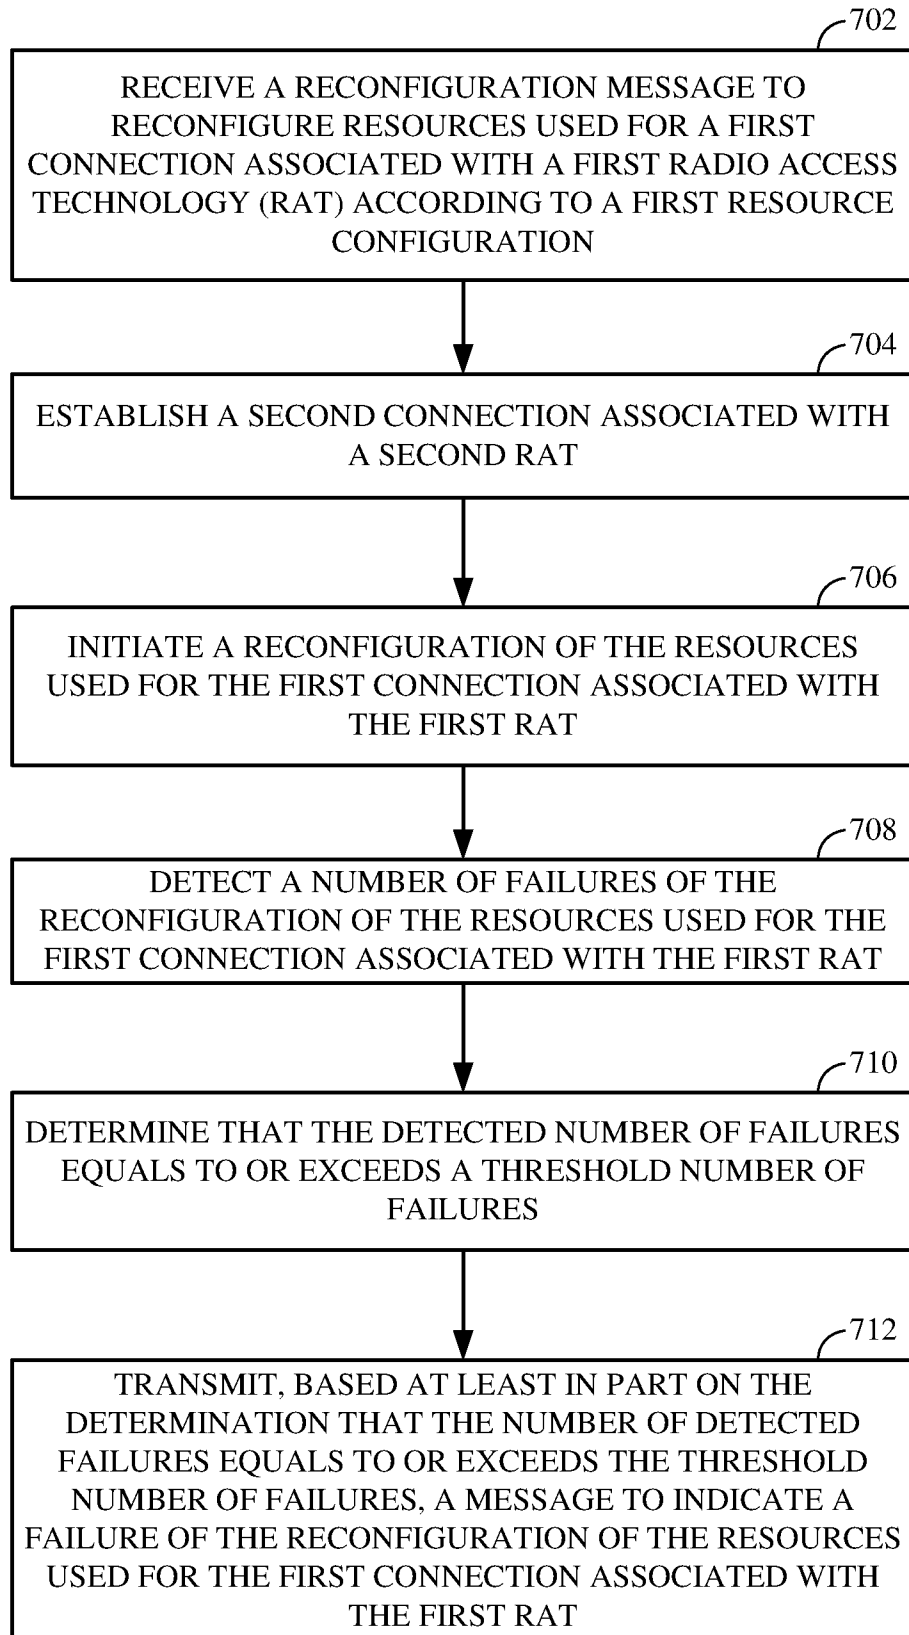 702
RECEIVE A RECONFIGURATION MESSAGE TO
RECONFIGURE RESOURCES USED FOR A FIRST
CONNECTION ASSOCIATED WITH A FIRST RADIO ACCESS
TECHNOLOGY (RAT) ACCORDING TO A FIRST RESOURCE
CONFIGURATION
704
ESTABLISH A SECOND CONNECTION ASSOCIATED WITH
A SECOND RAT
706
INITIATE A RECONFIGURATION OF THE RESOURCES
USED FOR THE FIRST CONNECTION ASSOCIATED WITH
THE FIRST RAT
708
DETECT A NUMBER OF FAILURES OF THE
RECONFIGURATION OF THE RESOURCES USED FOR THE
FIRST CONNECTION ASSOCIATED WITH THE FIRST RAT
710
DETERMINE THAT THE DETECTED NUMBER OF FAILURES
EQUALS TO OR EXCEEDS A THRESHOLD NUMBER OF
FAILURES
712
TRANSMIT, BASED AT LEAST IN PART ON THE
DETERMINATION THAT THE NUMBER OF DETECTED
FAILURES EQUALS TO OR EXCEEDS THE THRESHOLD
NUMBER OF FAILURES, A MESSAGE TO INDICATE A
FAILURE OF THE RECONFIGURATION OF THE RESOURCES
USED FOR THE FIRST CONNECTION ASSOCIATED WITH
THE FIRST RAT